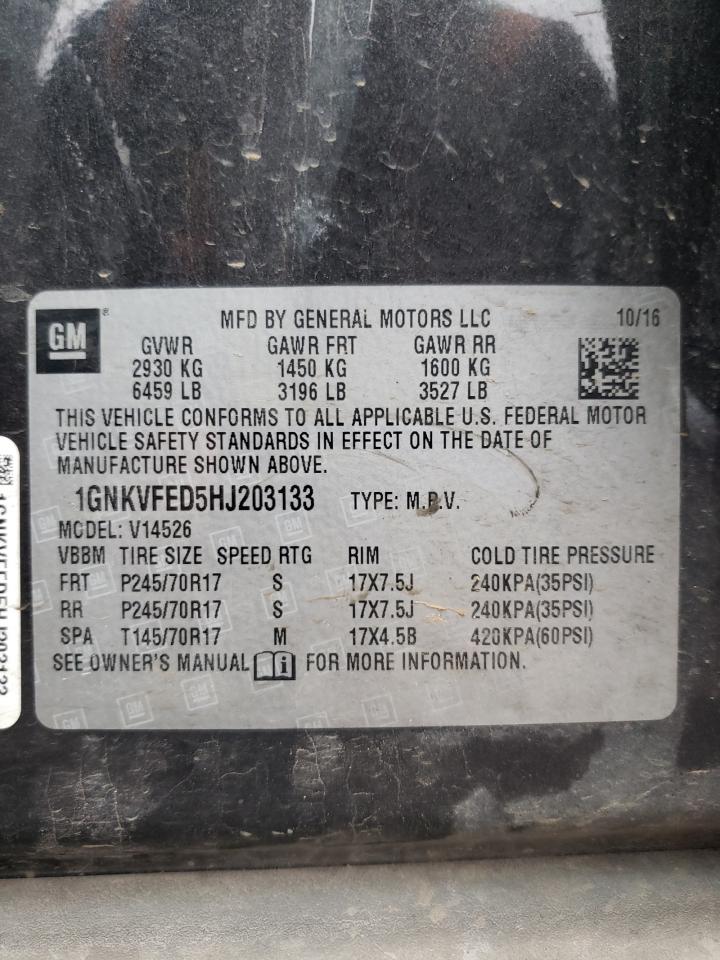 GM
MFD BY GENERAL MOTORS LLC 10/16
GVWR GAWR FRT GAWR RR
2930 KG 1450 KG 1600 KG
6459 LB 3196 LB 3527 LB
THIS VEHICLE CONFORMS TO ALL APPLICABLE U.S. FEDERAL MOTOR
VEHICLE SAFETY STANDARDS IN EFFECT ON THE DATE OF
MANUFACTURE SHOWN ABOVE.
1GNKVFED5HJ203133 TYPE: M.P.V.
MODEL: V14526
VBBM TIRE SIZE SPEED RTG RIM COLD TIRE PRESSURE
FRT P245/70R17 S 17X7.5J 240KPA(35PSI)
RR P245/70R17 S 17X7.5J 240KPA(35PSI)
SPA T145/70R17 M 17X4.5B 420KPA(60PSI)
SEE OWNER'S MANUAL i FOR MORE INFORMATION.